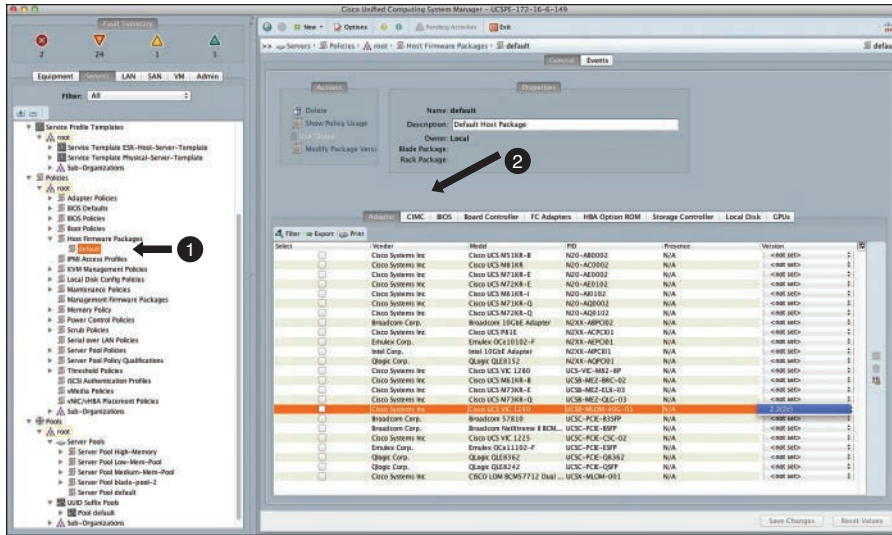 Cisco Unified Computing System Manager - UCSPE-172-16-6-149
Fault Summary
2 24 1 1
New Options Pending Activities Exit
>> Servers Policies root Host Firmware Packages default
Equipment Servers LAN SAN VM Admin
Filter: All
Service Profile Templates
root
Service Template ESX-Host-Server-Template
Service Template Physical-Server-Template
Sub-Organizations
Policies
root
Adapter Policies
BIOS Defaults
BIOS Policies
Boot Policies
Host Firmware Packages
default
1
IPMI Access Profiles
KVM Management Policies
Local Disk Config Policies
Maintenance Policies
Management Firmware Packages
Memory Policy
Power Control Policies
Scrub Policies
Serial over LAN Policies
Server Pool Policies
Server Pool Policy Qualifications
Threshold Policies
iSCSI Authentication Profiles
vMedia Policies
vNIC/vHBA Placement Policies
Sub-Organizations
Pools
root
Server Pools
Server Pool High-Memory
Server Pool Low-Mem-Pool
Server Pool Medium-Mem-Pool
Server Pool blade-pool-2
Server Pool default
UUID Suffix Pools
Pool default
Sub-Organizations
General Events
Actions
Delete
Show Policy Usage
Use Global
Modify Package Versi
Properties
Name: default
Description: Default Host Package
Owner: Local
Blade Package:
Rack Package:
2
Adapter CIMC BIOS Board Controller FC Adapters HBA Option ROM Storage Controller Local Disk GPUs
Filter Export Print
Select Vendor Model PID Presence Version
Cisco Systems Inc Cisco UCS M51KR-B N20-AB0002 N/A <not set>
Cisco Systems Inc Cisco UCS M81KR N20-AC0002 N/A <not set>
Cisco Systems Inc Cisco UCS M71KR-E N20-AE0002 N/A <not set>
Cisco Systems Inc Cisco UCS M72KR-E N20-AE0102 N/A <not set>
Cisco Systems Inc Cisco UCS M81KR-I N20-AI0102 N/A <not set>
Cisco Systems Inc Cisco UCS M71KR-Q N20-AQ0002 N/A <not set>
Cisco Systems Inc Cisco UCS M72KR-Q N20-AQ0102 N/A <not set>
Broadcom Corp. Broadcom 10GbE Adapter N2XX-ABPCI02 N/A <not set>
Cisco Systems Inc Cisco UCS P81E N2XX-ACPCI01 N/A <not set>
Emulex Corp. Emulex OCe10102-F N2XX-AEPCI01 N/A <not set>
Intel Corp. Intel 10GbE Adapter N2XX-AIPCI01 N/A <not set>
Qlogic Corp. QLogic QLE8152 N2XX-AQPCI01 N/A <not set>
Cisco Systems Inc Cisco UCS VIC 1280 UCS-VIC-M82-8P N/A <not set>
Cisco Systems Inc Cisco UCS M61KR-B UCSB-MEZ-BRC-02 N/A <not set>
Cisco Systems Inc Cisco UCS M73KR-E UCSB-MEZ-ELX-03 N/A <not set>
Cisco Systems Inc Cisco UCS M73KR-Q UCSB-MEZ-QLG-03 N/A <not set>
Cisco Systems Inc Cisco UCS VIC 1240 UCSB-MLOM-40G-01 N/A 2.2(2c)
Broadcom Corp. Broadcom 57810 UCSC-PCIE-B3SFP N/A <not set>
Broadcom Corp. Broadcom NetXtreme II BCM... UCSC-PCIE-BSFP N/A <not set>
Cisco Systems Inc Cisco UCS VIC 1225 UCSC-PCIE-CSC-02 N/A <not set>
Emulex Corp. Emulex OCe11102-F UCSC-PCIE-ESFP N/A <not set>
Qlogic Corp. QLogic QLE8362 UCSC-PCIE-Q8362 N/A <not set>
Qlogic Corp. QLogic QLE8242 UCSC-PCIE-QSFP N/A <not set>
Cisco Systems Inc CISCO LOM BCM57712 Dual ... UCSX-MLOM-001 N/A <not set>
Save Changes Reset Values